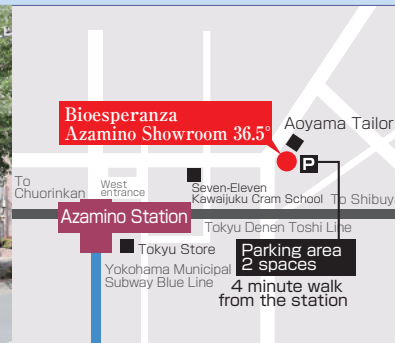 Bioesperanza
Azamino Showroom 36.5°
Aoyama Tailor
P
To
Chuorinkan
West
entrance
Seven-Eleven
Kawaijuku Cram School
To Shibuy
Azamino Station
Tokyu Denen Toshi Line
Tokyu Store
Yokohama Municipal
Subway Blue Line
Parking area
2 spaces
4 minute walk
from the station